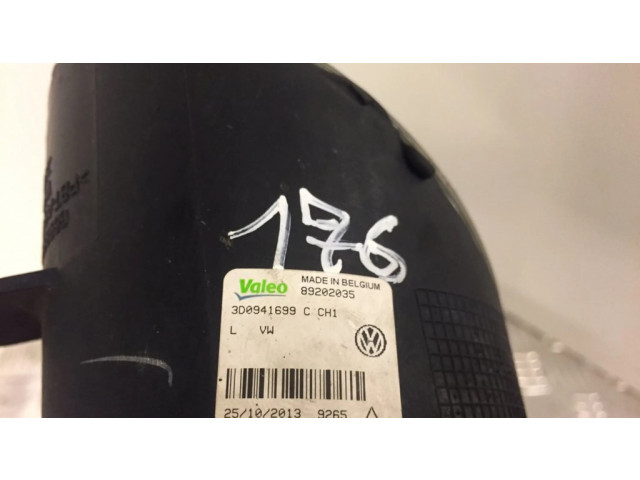 176
Valeo MADE IN BELGIUM
89202035
3D0941699 C CH1
L VW
25/10/2013 9265